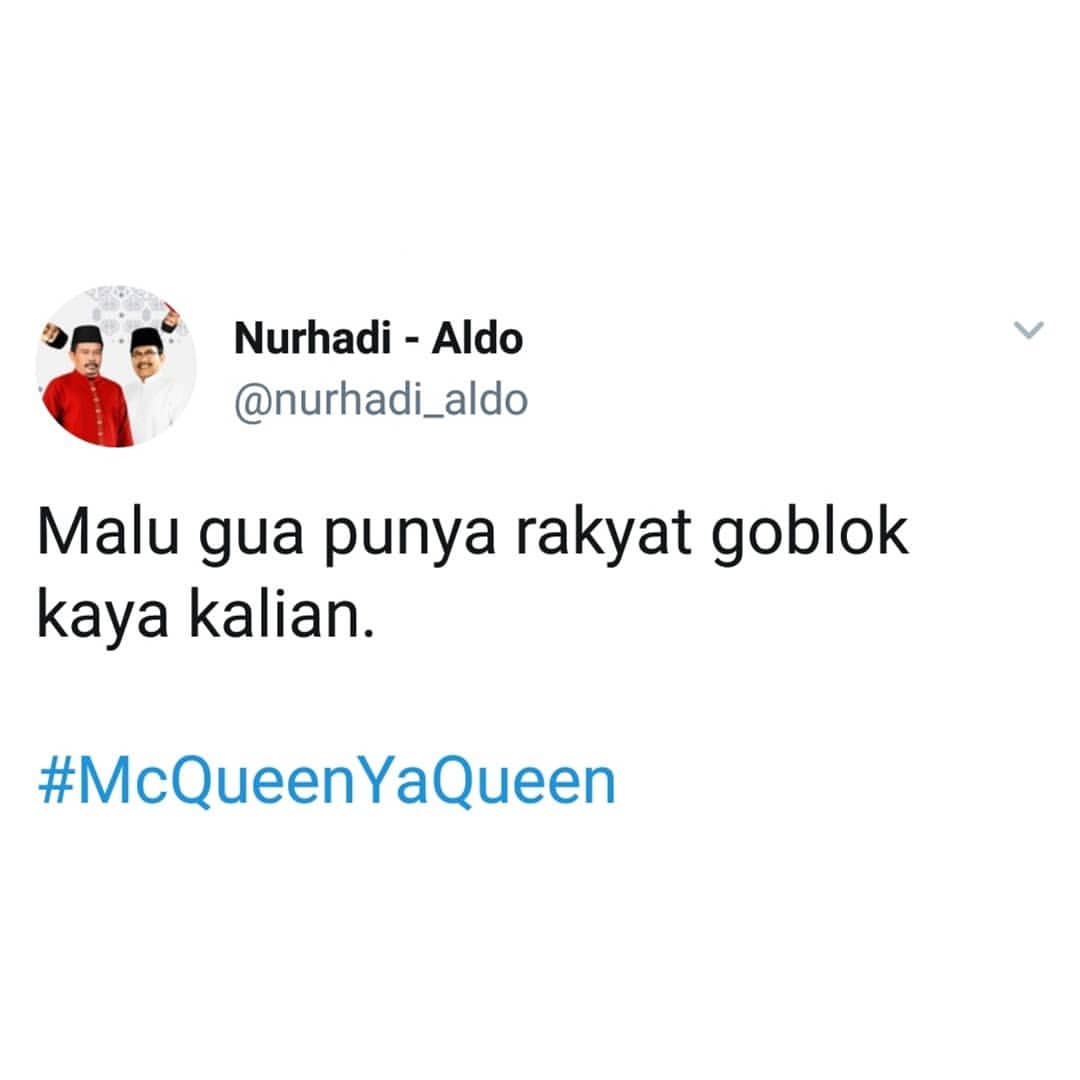 Nurhadi - Aldo
@nurhadi_aldo
Malu gua punya rakyat goblok
kaya kalian.
#McQueenYaQueen